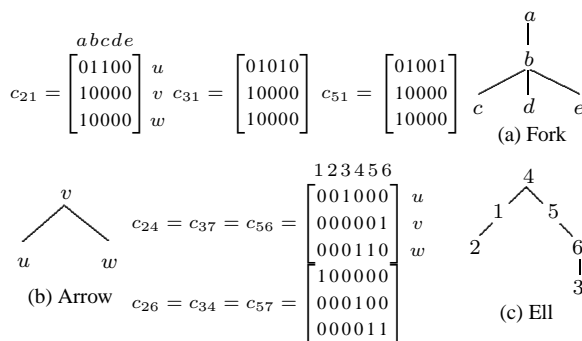 a
a b c d e
b
c₂₁ = [01100 u
10000 v
10000] w
c₃₁ = [01010
10000
10000]
c₅₁ = [01001
10000
10000]
c d e
(a) Fork
1 2 3 4 5 6
v
u w
(b) Arrow
c₂₄ = c₃₇ = c₅₆ = [001000 u
000001 v
000110] w
c₂₆ = c₃₄ = c₅₇ = [100000
000100
000011]
4
1 5
2 6
3
(c) Ell